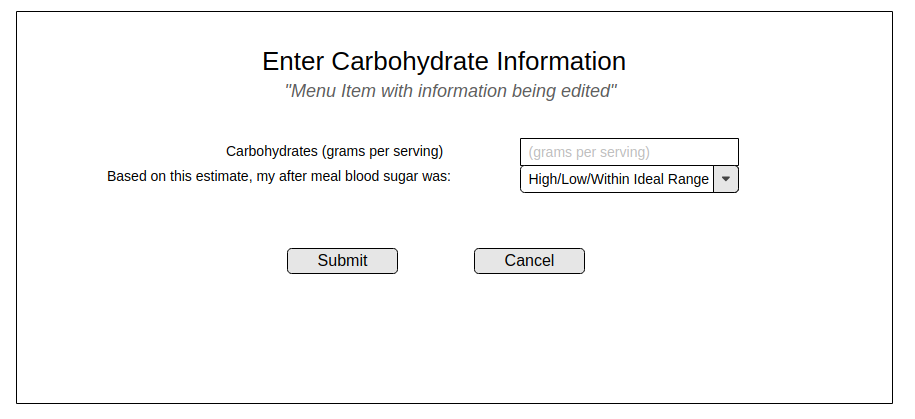 Enter Carbohydrate Information
"Menu Item with information being edited"
Carbohydrates (grams per serving)
(grams per serving)
Based on this estimate, my after meal blood sugar was:
High/Low/Within Ideal Range
Submit
Cancel